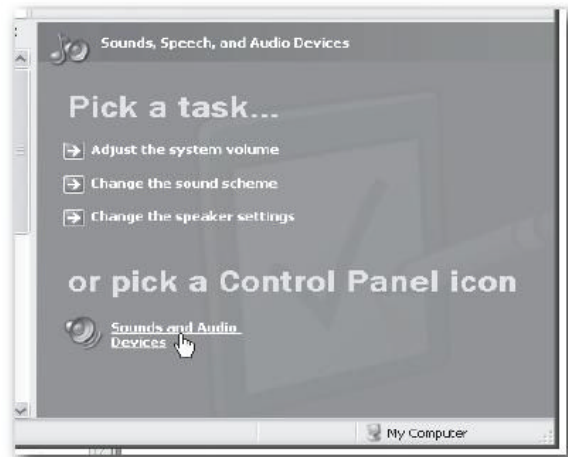 Sounds, Speech, and Audio Devices
Pick a task...
Adjust the system volume
Change the sound scheme
Change the speaker settings
or pick a Control Panel icon
Sounds and Audio
Devices
My Computer